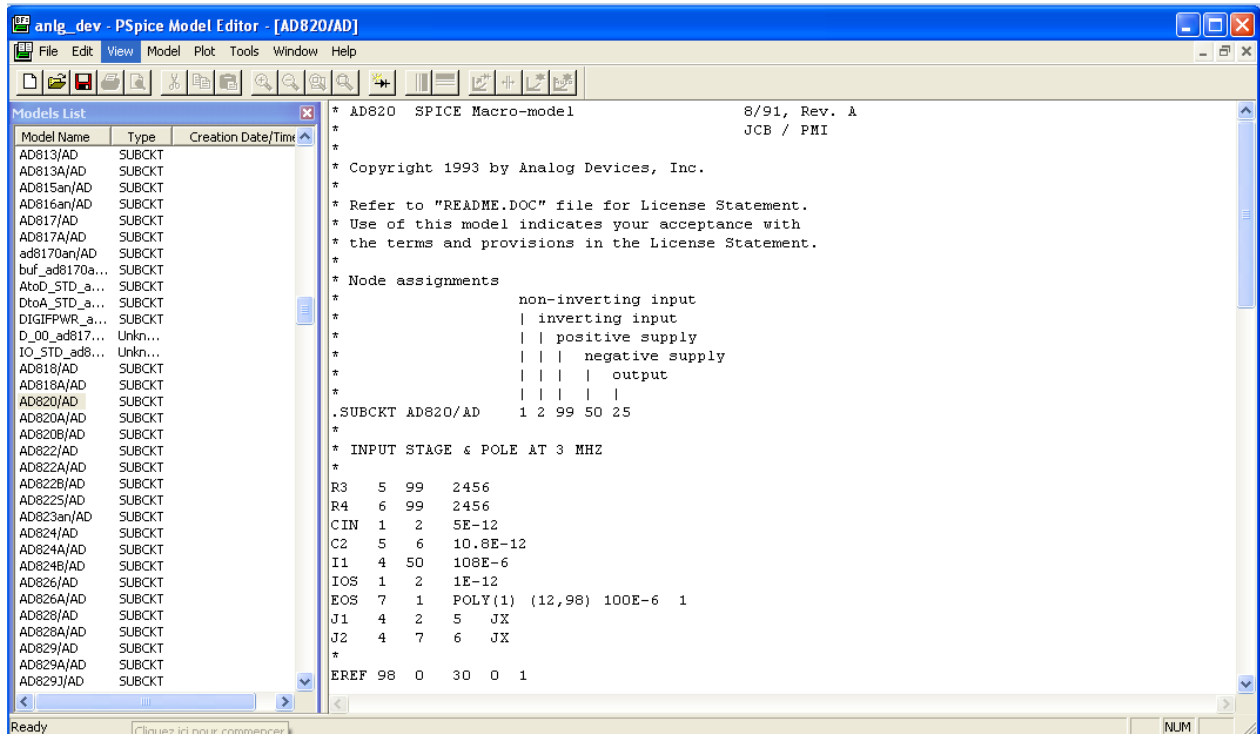 anlg_dev - PSpice Model Editor - [AD820/AD]
File Edit View Model Plot Tools Window Help
Models List
Model Name Type Creation Date/Time
AD813/AD SUBCKT
AD813A/AD SUBCKT
AD815an/AD SUBCKT
AD816an/AD SUBCKT
AD817/AD SUBCKT
AD817A/AD SUBCKT
ad8170an/AD SUBCKT
buf_ad8170a... SUBCKT
AtoD_STD_a... SUBCKT
DtoA_STD_a... SUBCKT
DIGIFPWR_a... SUBCKT
D_00_ad817... Unkn...
IO_STD_ad8... Unkn...
AD818/AD SUBCKT
AD818A/AD SUBCKT
AD820/AD SUBCKT
AD820A/AD SUBCKT
AD820B/AD SUBCKT
AD822/AD SUBCKT
AD822A/AD SUBCKT
AD822B/AD SUBCKT
AD822S/AD SUBCKT
AD823an/AD SUBCKT
AD824/AD SUBCKT
AD824A/AD SUBCKT
AD824B/AD SUBCKT
AD826/AD SUBCKT
AD826A/AD SUBCKT
AD828/AD SUBCKT
AD828A/AD SUBCKT
AD829/AD SUBCKT
AD829A/AD SUBCKT
AD829J/AD SUBCKT
* AD820 SPICE Macro-model 8/91, Rev. A
* JCB / PMI
*
* Copyright 1993 by Analog Devices, Inc.
*
* Refer to "README.DOC" file for License Statement.
* Use of this model indicates your acceptance with
* the terms and provisions in the License Statement.
*
* Node assignments
* non-inverting input
* | inverting input
* | | positive supply
* | | | negative supply
* | | | | output
* | | | | |
.SUBCKT AD820/AD 1 2 99 50 25
*
* INPUT STAGE & POLE AT 3 MHZ
*
R3 5 99 2456
R4 6 99 2456
CIN 1 2 5E-12
C2 5 6 10.8E-12
I1 4 50 108E-6
IOS 1 2 1E-12
EOS 7 1 POLY(1) (12,98) 100E-6 1
J1 4 2 5 JX
J2 4 7 6 JX
*
EREF 98 0 30 0 1
Ready
Cliquez ici pour commencer
NUM